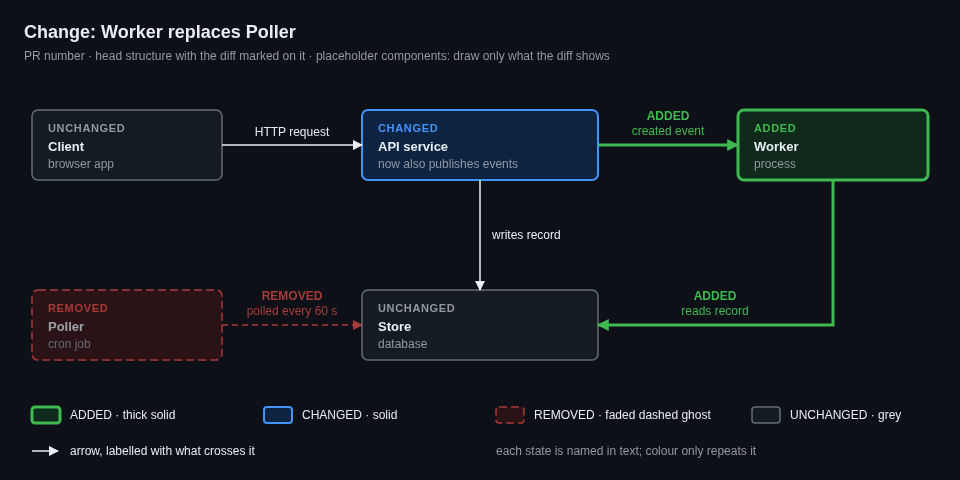 Change: Worker replaces Poller
PR number · head structure with the diff marked on it · placeholder components: draw only what the diff shows
UNCHANGED
Client
browser app
HTTP request
CHANGED
API service
now also publishes events
ADDED
created event
ADDED
Worker
process
writes record
REMOVED
Poller
cron job
REMOVED
polled every 60 s
UNCHANGED
Store
database
ADDED
reads record
ADDED · thick solid
CHANGED · solid
REMOVED · faded dashed ghost
UNCHANGED · grey
arrow, labelled with what crosses it
each state is named in text; colour only repeats it